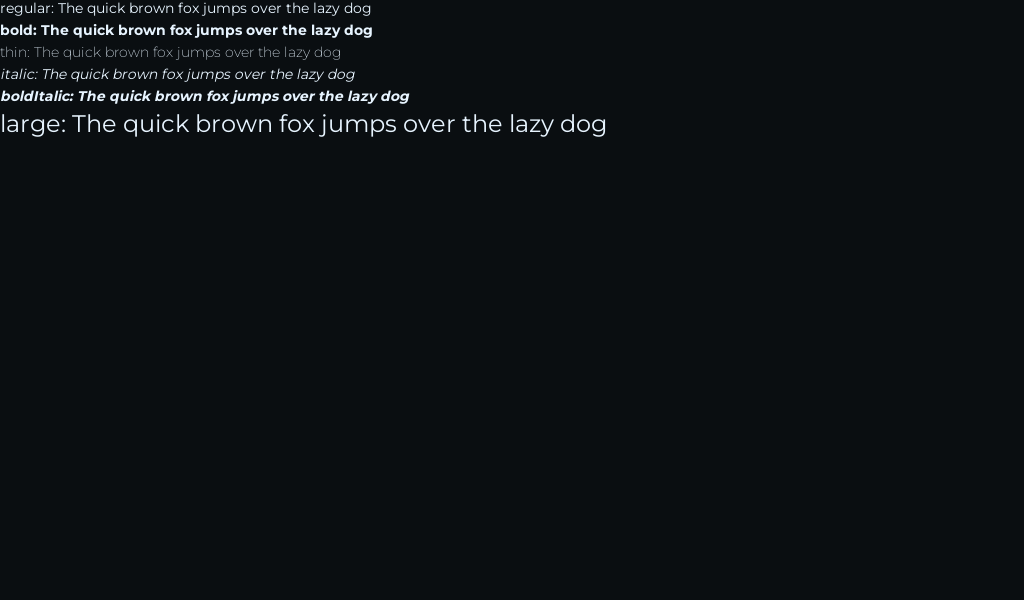 regular: The quick brown fox jumps over the lazy dog
bold: The quick brown fox jumps over the lazy dog
thin: The quick brown fox jumps over the lazy dog
italic: The quick brown fox jumps over the lazy dog
boldItalic: The quick brown fox jumps over the lazy dog
large: The quick brown fox jumps over the lazy dog